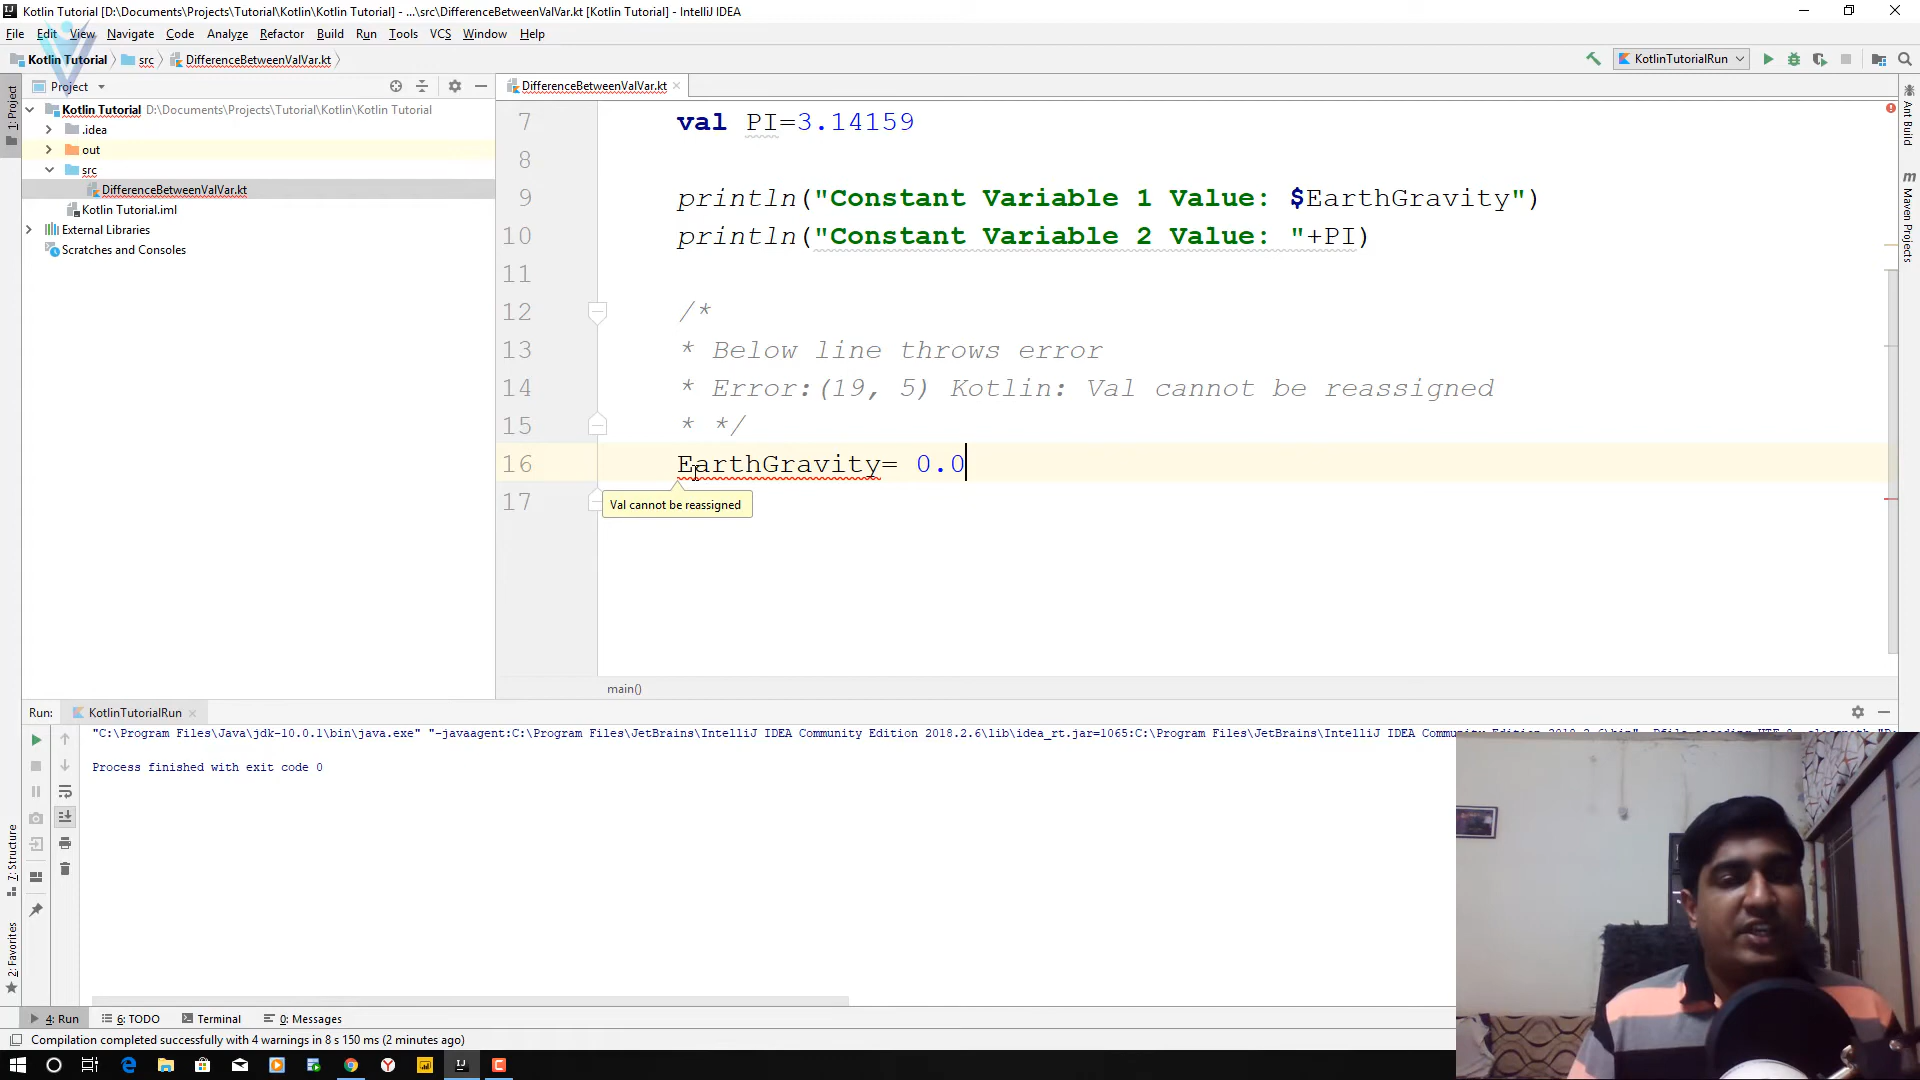 Kotlin Tutorial [D:\Documents\Projects\Tutorial\Kotlin\Kotlin Tutorial] - ...\src\DifferenceBetweenValVar.kt [Kotlin Tutorial] - IntelliJ IDEA
File Edit View Navigate Code Analyze Refactor Build Run Tools VCS Window Help
Kotlin Tutorial src DifferenceBetweenValVar.kt
KotlinTutorialRun
Project
DifferenceBetweenValVar.kt
1: Project
Kotlin Tutorial D:\Documents\Projects\Tutorial\Kotlin\Kotlin Tutorial
.idea
out
src
DifferenceBetweenValVar.kt
Kotlin Tutorial.iml
External Libraries
Scratches and Consoles
7 val PI=3.14159
8
9 println("Constant Variable 1 Value: $EarthGravity")
10 println("Constant Variable 2 Value: "+PI)
11
12 /*
13 * Below line throws error
14 * Error:(19, 5) Kotlin: Val cannot be reassigned
15 * */
16 EarthGravity= 0.0
Val cannot be reassigned
17
main()
Ant Build
m Maven Projects
Run: KotlinTutorialRun
"C:\Program Files\Java\jdk-10.0.1\bin\java.exe" "-javaagent:C:\Program Files\JetBrains\IntelliJ IDEA Community Edition 2018.2.6\lib\idea_rt.jar=1065:C:\Program Files\JetBrains\IntelliJ IDEA Community Edition 2018.2.6\bin"
Process finished with exit code 0
7: Structure
2: Favorites
4: Run 6: TODO Terminal 0: Messages
Compilation completed successfully with 4 warnings in 8 s 150 ms (2 minutes ago)